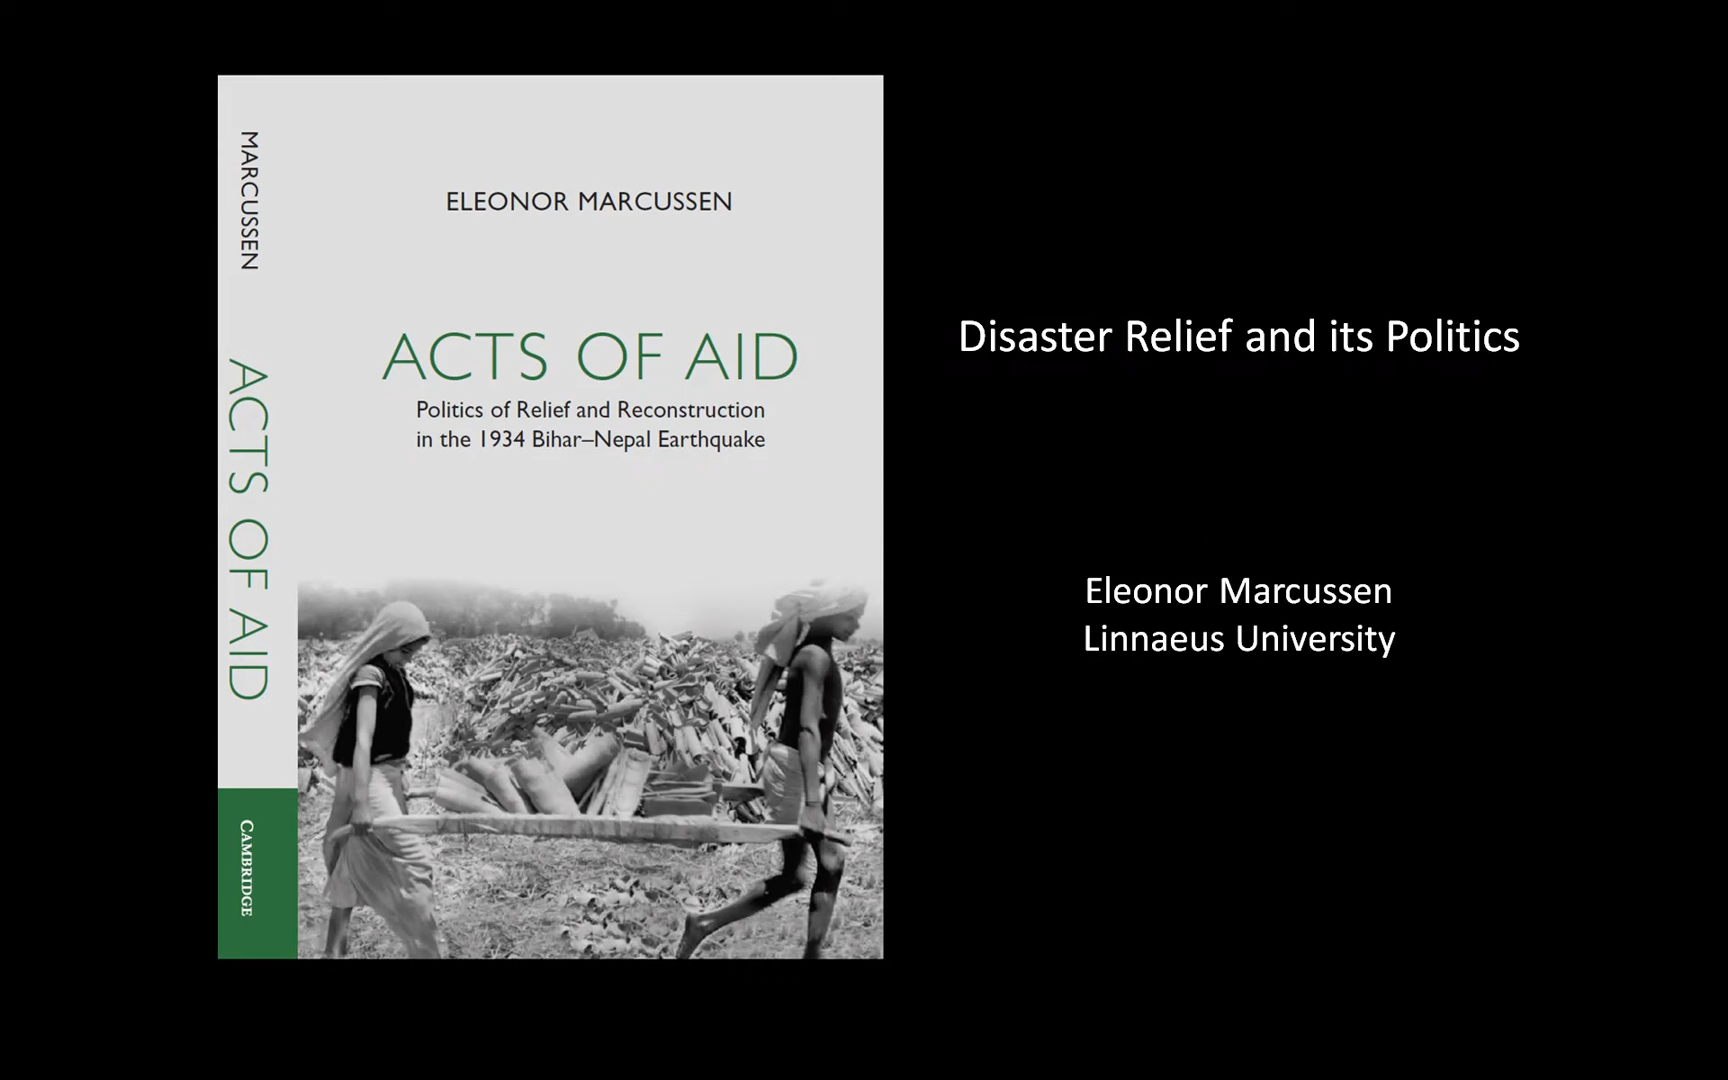 MARCUSSEN
ACTS OF AID
CAMBRIDGE
ELEONOR MARCUSSEN
ACTS OF AID
Politics of Relief and Reconstruction
in the 1934 Bihar–Nepal Earthquake
Disaster Relief and its Politics
Eleonor Marcussen
Linnaeus University